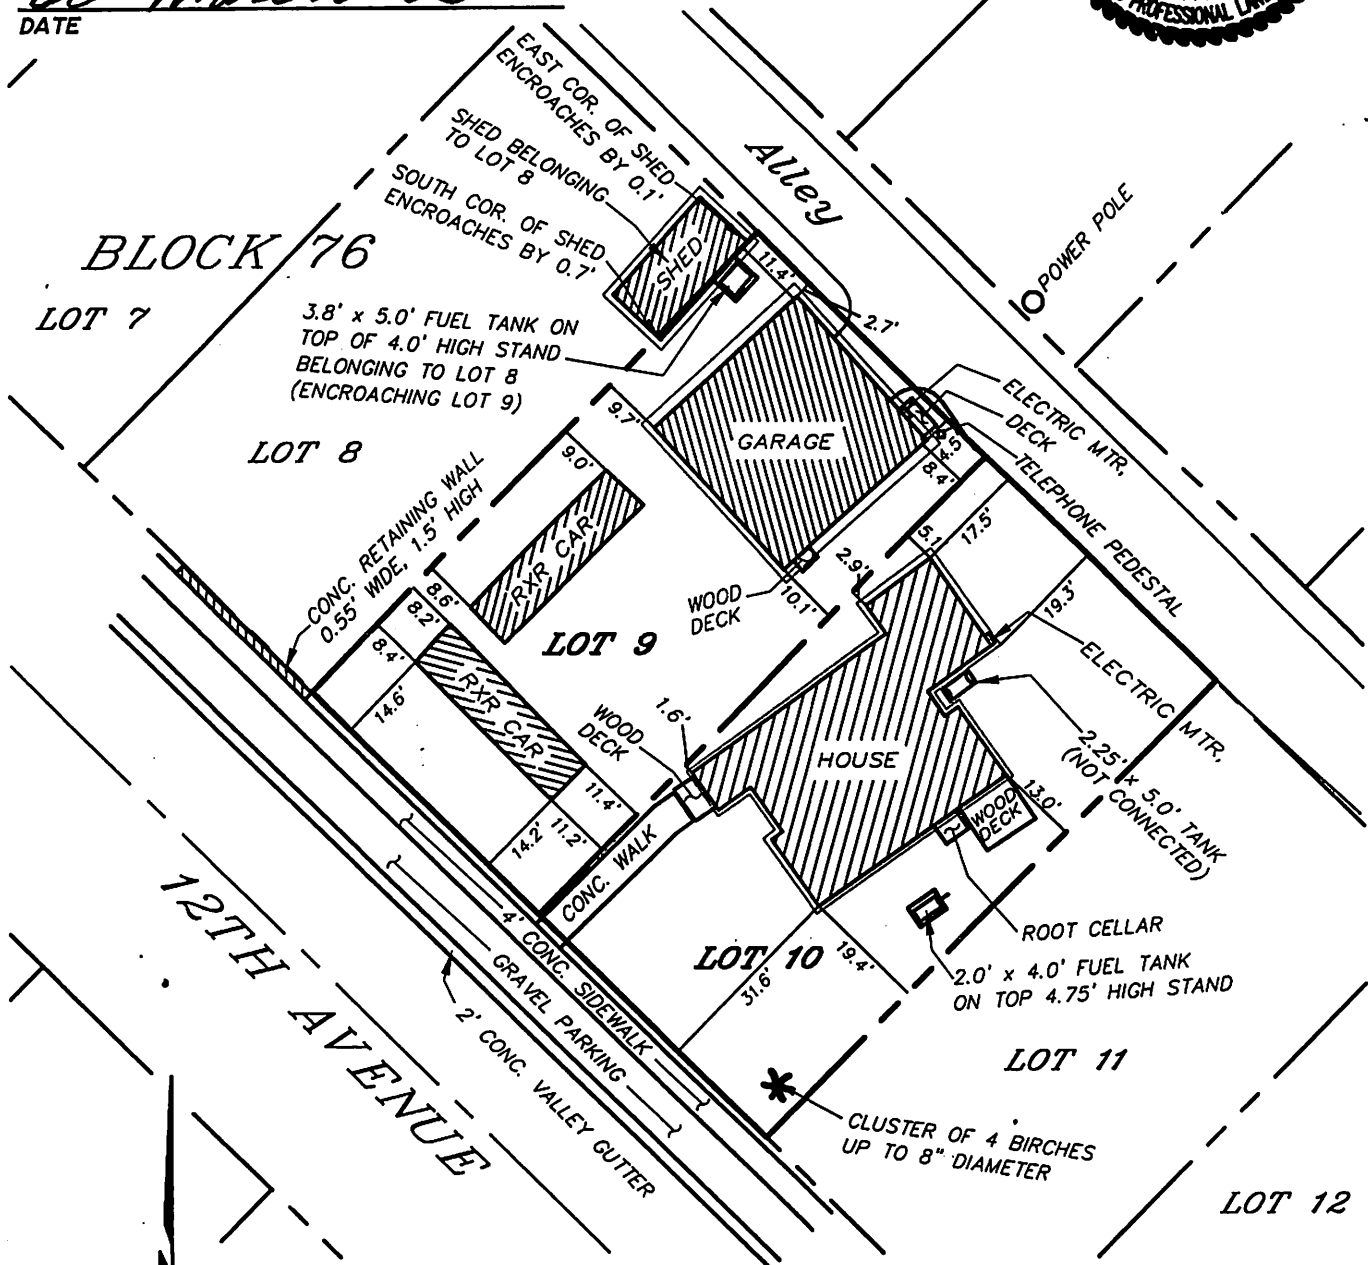 DATE
PROFESSIONAL
EAST COR. OF SHED
ENCROACHES BY 0.1'
SHED BELONGING
TO LOT 8
SOUTH COR. OF SHED
ENCROACHES BY 0.7'
Alley
POWER POLE
BLOCK 76
LOT 7
SHED
11.4'
2.7'
3.8' x 5.0' FUEL TANK ON
TOP OF 4.0' HIGH STAND
BELONGING TO LOT 8
(ENCROACHING LOT 9)
ELECTRIC MTR,
DECK
TELEPHONE PEDESTAL
9.7'
GARAGE
4.5
8.4'
LOT 8
9.0'
CONC. RETAINING WALL
0.55' WIDE, 1.5' HIGH
RXR CAR
5.1
17.5'
2.9'
19.3'
WOOD
DECK
10.1'
8.6'
8.2'
8.4'
14.6'
LOT 9
RXR CAR
ELECTRIC MTR,
WOOD
DECK
1.6'
HOUSE
2.25' x 5.0' TANK
(NOT CONNECTED)
13.0'
WOOD
DECK
11.4'
11.2'
14.2'
CONC. WALK
12TH AVENUE
4' CONC. SIDEWALK
GRAVEL PARKING
2' CONC. VALLEY GUTTER
ROOT CELLAR
LOT 10
19.4'
31.6'
2.0' x 4.0' FUEL TANK
ON TOP 4.75' HIGH STAND
LOT 11
CLUSTER OF 4 BIRCHES
UP TO 8" DIAMETER
LOT 12